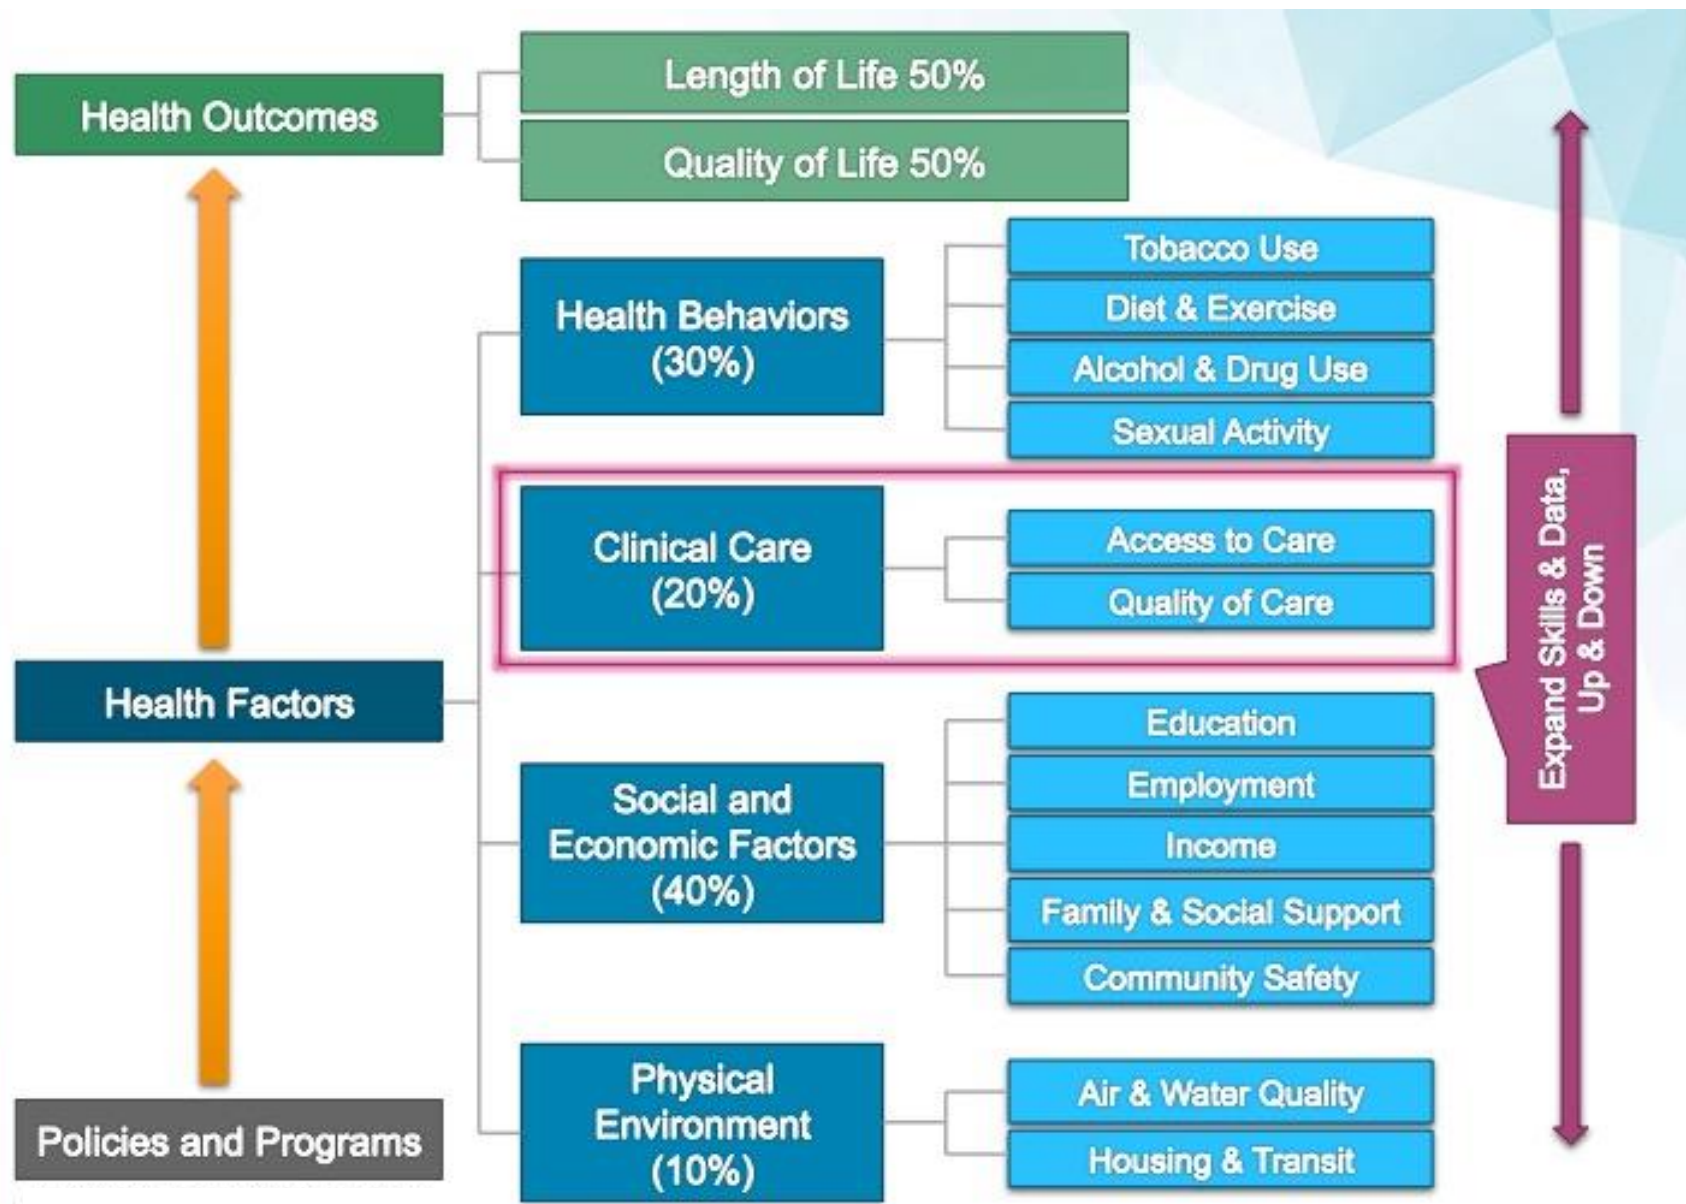 Health Outcomes
Length of Life 50%
Quality of Life 50%
Health Factors
Policies and Programs
Health Behaviors
(30%)
Tobacco Use
Diet & Exercise
Alcohol & Drug Use
Sexual Activity
Clinical Care
(20%)
Access to Care
Quality of Care
Social and
Economic Factors
(40%)
Education
Employment
Income
Family & Social Support
Community Safety
Physical
Environment
(10%)
Air & Water Quality
Housing & Transit
Expand Skills & Data,
Up & Down